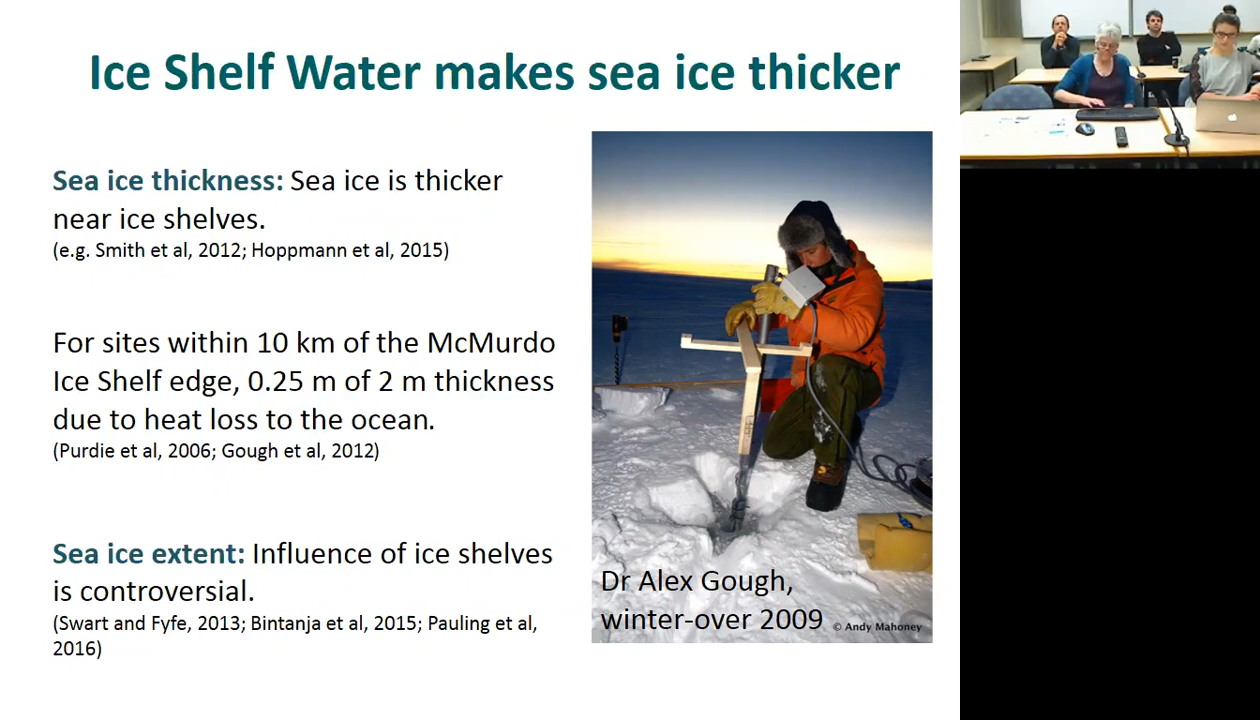 Ice Shelf Water makes sea ice thicker
Sea ice thickness: Sea ice is thicker
near ice shelves.
(e.g. Smith et al, 2012; Hoppmann et al, 2015)
For sites within 10 km of the McMurdo
Ice Shelf edge, 0.25 m of 2 m thickness
due to heat loss to the ocean.
(Purdie et al, 2006; Gough et al, 2012)
Sea ice extent: Influence of ice shelves
is controversial.
(Swart and Fyfe, 2013; Bintanja et al, 2015; Pauling et al,
2016)
Dr Alex Gough,
winter-over 2009
© Andy Mahoney